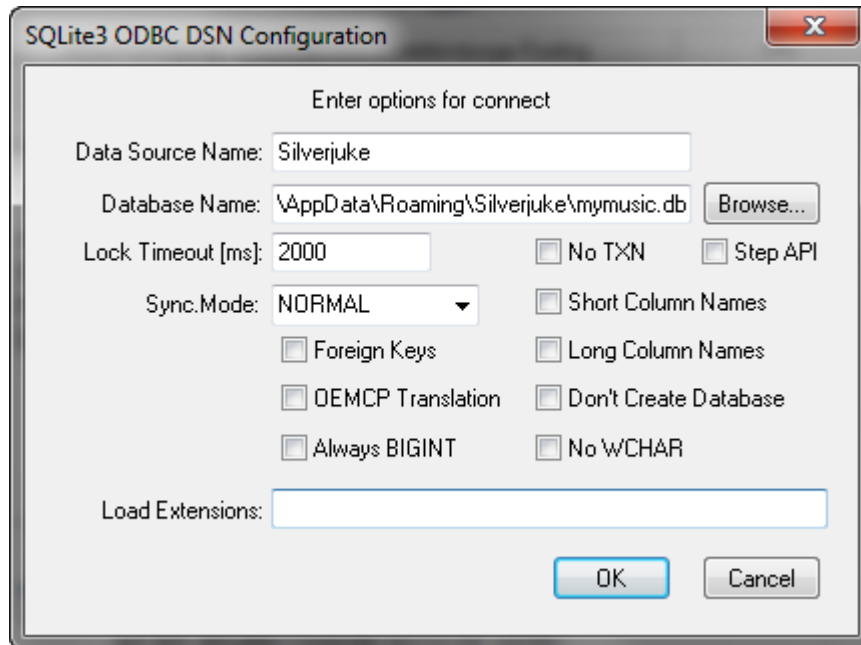 SQLite3 ODBC DSN Configuration
Enter options for connect
Data Source Name: Silverjuke
Database Name: \AppData\Roaming\Silverjuke\mymusic.db Browse...
Lock Timeout [ms]: 2000 No TXN Step API
Sync.Mode: NORMAL Short Column Names
Foreign Keys Long Column Names
OEMCP Translation Don't Create Database
Always BIGINT No WCHAR
Load Extensions:
OK Cancel